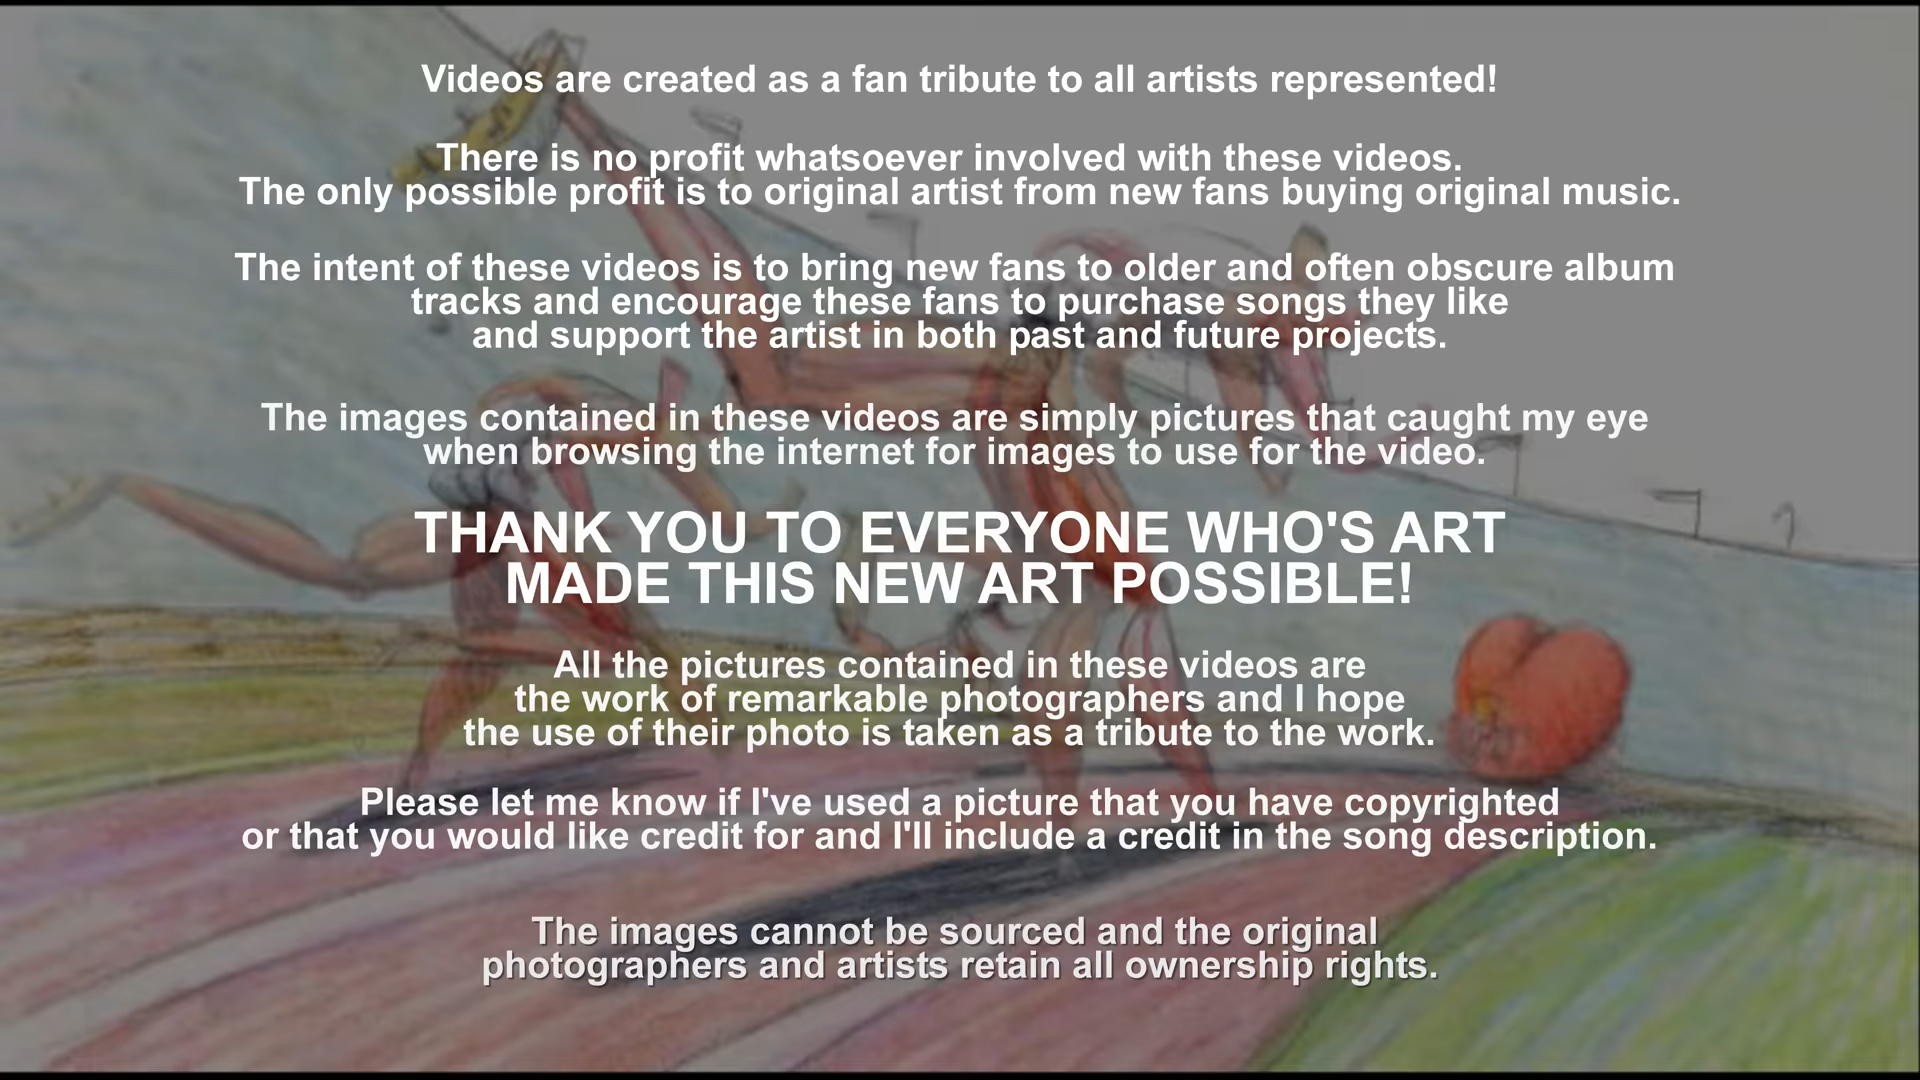 Videos are created as a fan tribute to all artists represented!
There is no profit whatsoever involved with these videos.
The only possible profit is to original artist from new fans buying original music.
The intent of these videos is to bring new fans to older and often obscure album
tracks and encourage these fans to purchase songs they like
and support the artist in both past and future projects.
The images contained in these videos are simply pictures that caught my eye
when browsing the internet for images to use for the video.
THANK YOU TO EVERYONE WHO'S ART
MADE THIS NEW ART POSSIBLE!
All the pictures contained in these videos are
the work of remarkable photographers and I hope
the use of their photo is taken as a tribute to the work.
Please let me know if I've used a picture that you have copyrighted
or that you would like credit for and I'll include a credit in the song description.
The images cannot be sourced and the original
photographers and artists retain all ownership rights.